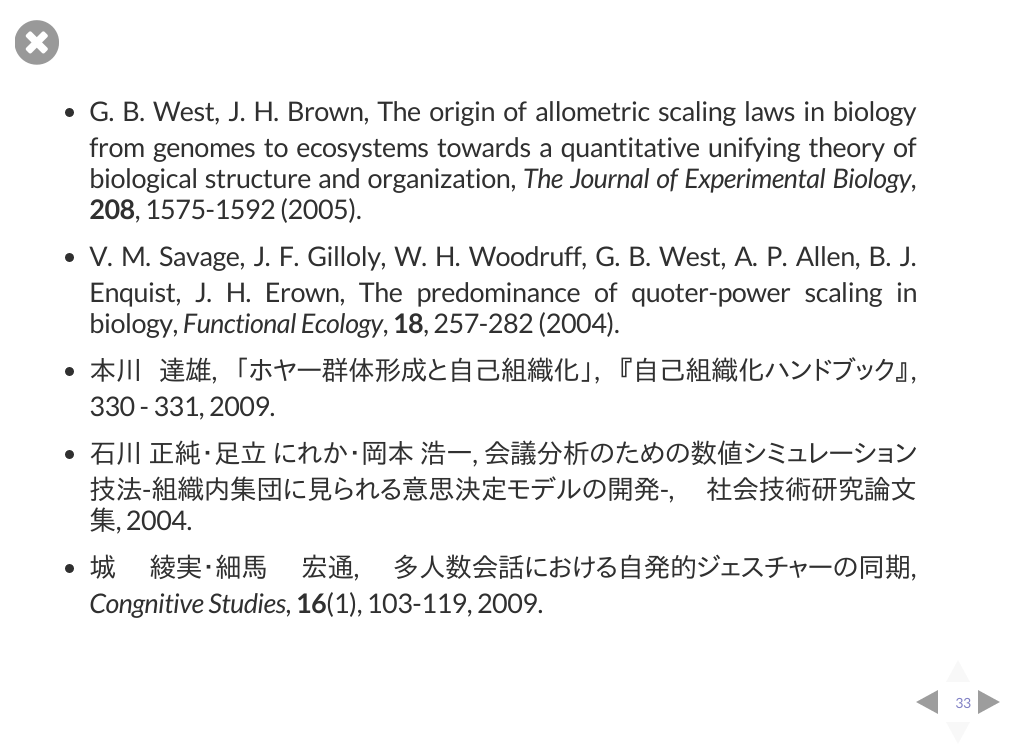 • G. B. West, J. H. Brown, The origin of allometric scaling laws in biology
from genomes to ecosystems towards a quantitative unifying theory of
biological structure and organization, The Journal of Experimental Biology,
208, 1575-1592 (2005).
• V. M. Savage, J. F. Gilloly, W. H. Woodruff, G. B. West, A. P. Allen, B. J.
Enquist, J. H. Erown, The predominance of quoter-power scaling in
biology, Functional Ecology, 18, 257-282 (2004).
• 本川 達雄, 「ホヤー群体形成と自己組織化」, 『自己組織化ハンドブック』,
330 - 331, 2009.
• 石川 正純・足立 にれか・岡本 浩一, 会議分析のための数値シミュレーション
技法-組織内集団に見られる意思決定モデルの開発-, 社会技術研究論文
集, 2004.
• 城 綾実・細馬 宏通, 多人数会話における自発的ジェスチャーの同期,
Congnitive Studies, 16(1), 103-119, 2009.
33